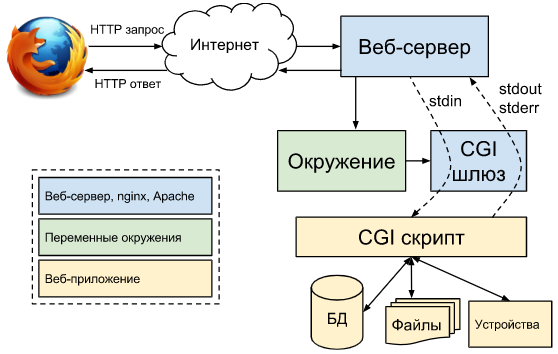 HTTP запрос
Интернет
HTTP ответ
Веб-сервер
stdin
stdout
stderr
Окружение
CGI
шлюз
Веб-сервер, nginx, Apache
Переменные окружения
Веб-приложение
CGI скрипт
БД
Файлы
Устройства